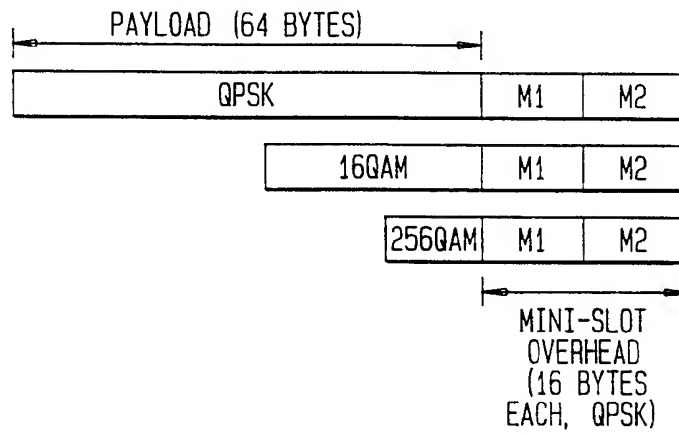 PAYLOAD (64 BYTES)
QPSK M1 M2
16QAM M1 M2
256QAM M1 M2
MINI-SLOT
OVERHEAD
(16 BYTES
EACH, QPSK)